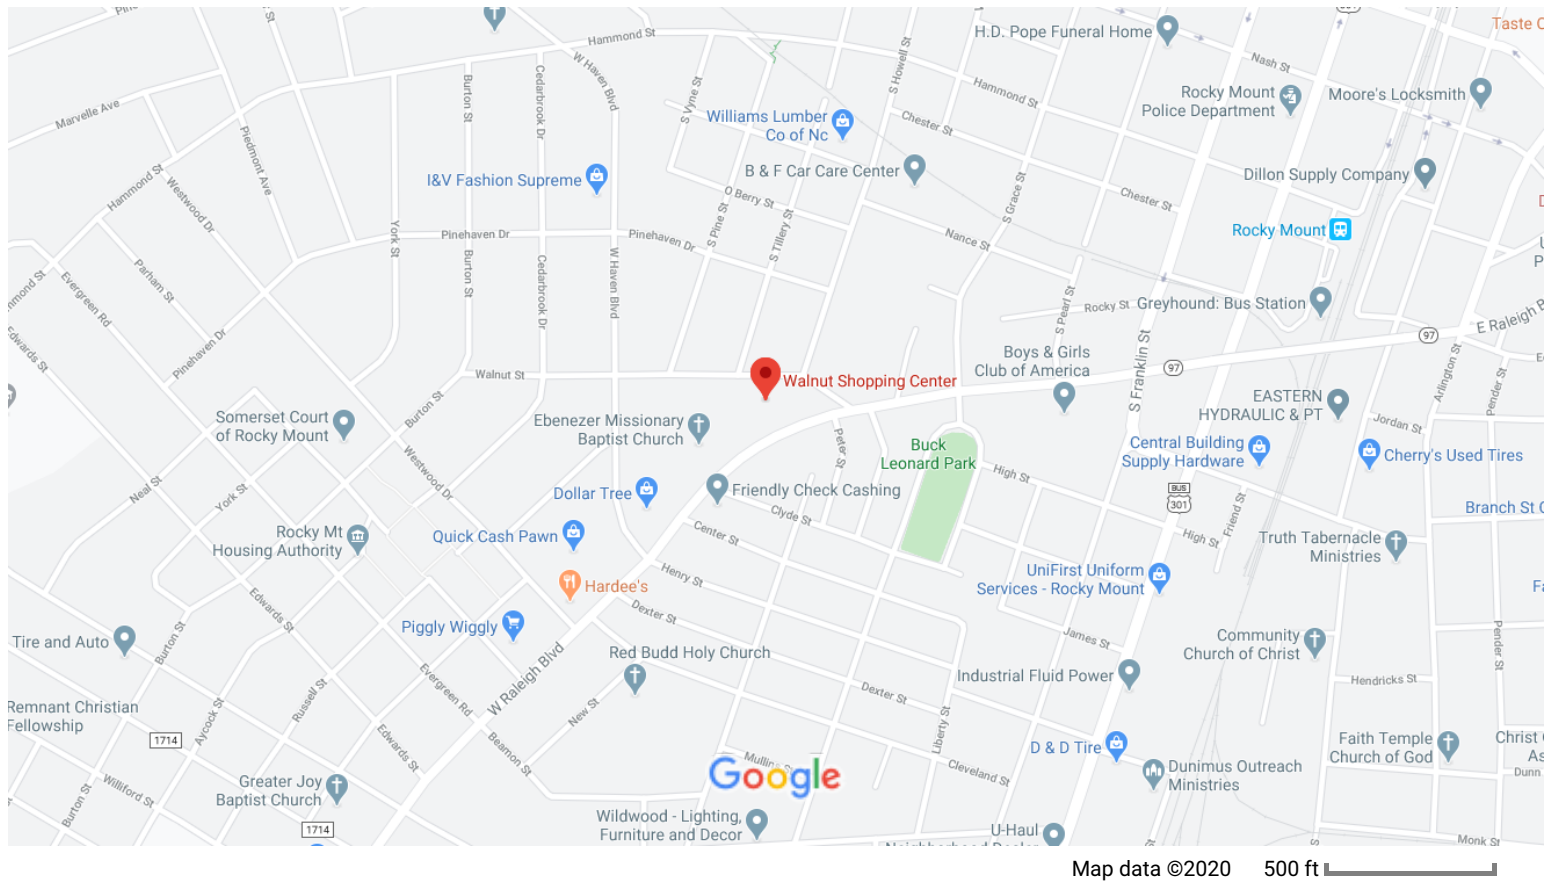 Hammond St
H.D. Pope Funeral Home
Taste
W Haven Blvd
S Howell St
Nash St
Cedarbrook Dr
Burton St
S Vyne St
Hammond St
Rocky Mount
Police Department
Moore's Locksmith
Marvelle Ave
Piedmont Ave
Williams Lumber
Co of Nc
Chester St
I&V Fashion Supreme
B & F Car Care Center
Dillon Supply Company
Hammond St
Westwood Dr
O Berry St
S Grace St
Chester St
York St
Pinehaven Dr
Pinehaven Dr
S Pine St
S Tillery St
Nance St
Rocky Mount
Parham St
Evergreen Rd
Burton St
Cedarbrook Dr
W Haven Blvd
S Pearl St
Rocky St
Greyhound: Bus Station
97
E Raleigh
Edwards St
Pinehaven Dr
Walnut St
Walnut Shopping Center
Boys & Girls
Club of America
97
S Franklin St
Arlington St
Pender St
EASTERN
HYDRAULIC & PT
Jordan St
Somerset Court
of Rocky Mount
Burton St
Ebenezer Missionary
Baptist Church
Peter St
Buck
Leonard Park
Central Building
Supply Hardware
Cherry's Used Tires
Neal St
York St
Westwood Dr
Dollar Tree
Friendly Check Cashing
High St
BUS
301
Friend St
Branch St
Clyde St
Rocky Mt
Housing Authority
Quick Cash Pawn
Center St
High St
Truth Tabernacle
Ministries
Hardee's
Henry St
UniFirst Uniform
Services - Rocky Mount
Edwards St
Dexter St
Piggly Wiggly
Tire and Auto
Burton St
James St
Community
Church of Christ
Pender St
Red Budd Holy Church
W Raleigh Blvd
Industrial Fluid Power
Evergreen Rd
Dexter St
Hendricks St
Remnant Christian
Fellowship
Russell St
Aycock St
New St
Liberty St
1714
Edwards St
Beamon St
D & D Tire
Faith Temple
Church of God
Christ
Greater Joy
Baptist Church
Google
Cleveland St
Dunimus Outreach
Ministries
Dunn
Williford St
Burton St
1714
Wildwood - Lighting,
Furniture and Decor
U-Haul
Neighborhood Dealer
Monk St
Map data ©2020 500 ft